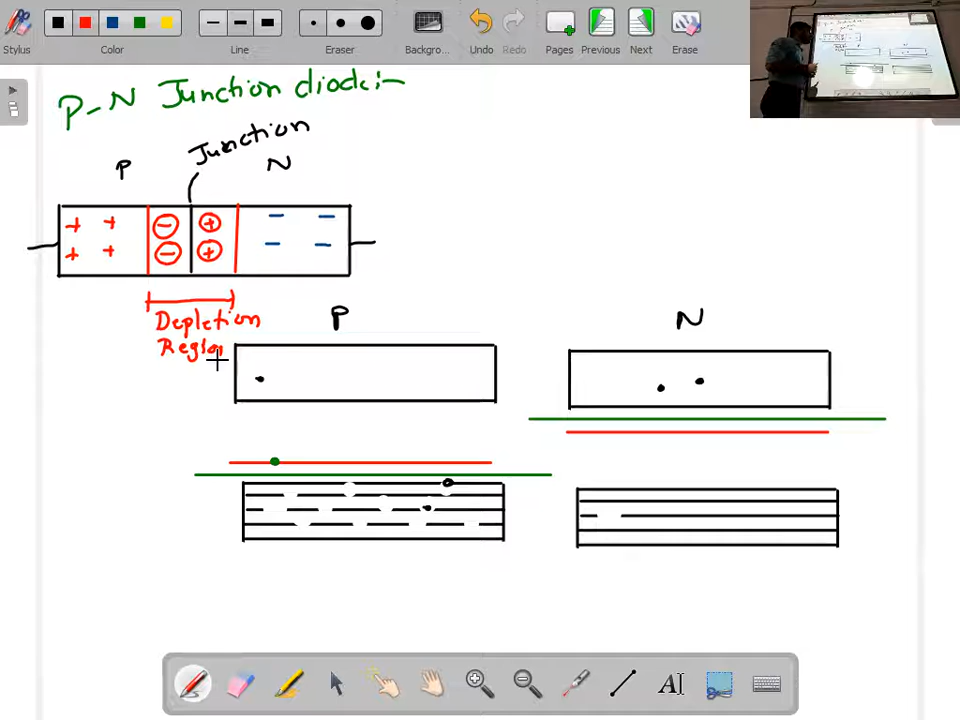 Stylus Color Line Eraser Backgro... Undo Redo Pages Previous Next Erase
P-N Junction diode:-
Junction
P N
+ + - + - -
+ + - + - -
Depletion
Region
P N
A